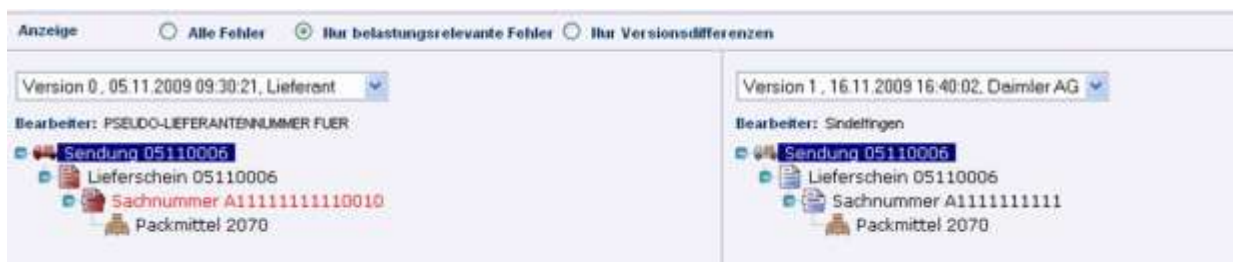 Anzeige Alle Fehler Nur belastungsrelevante Fehler Nur Versionsdifferenzen
Version 0 , 05.11.2009 09:30:21, Lieferant
Bearbeiter: PSEUDO-LIEFERANTENNUMMER FUER
Sendung 05110006
Lieferschein 05110006
Sachnummer A11111111110010
Packmittel 2070
Version 1 , 16.11.2009 16:40:02, Daimler AG
Bearbeiter: Sindelfingen
Sendung 05110006
Lieferschein 05110006
Sachnummer A1111111111
Packmittel 2070